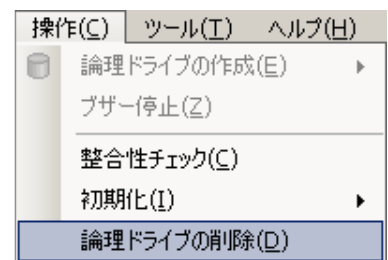 操作(C) ツール(T) ヘルプ(H)
論理ドライブの作成(E)
ブザー停止(Z)
整合性チェック(C)
初期化(I)
論理ドライブの削除(D)